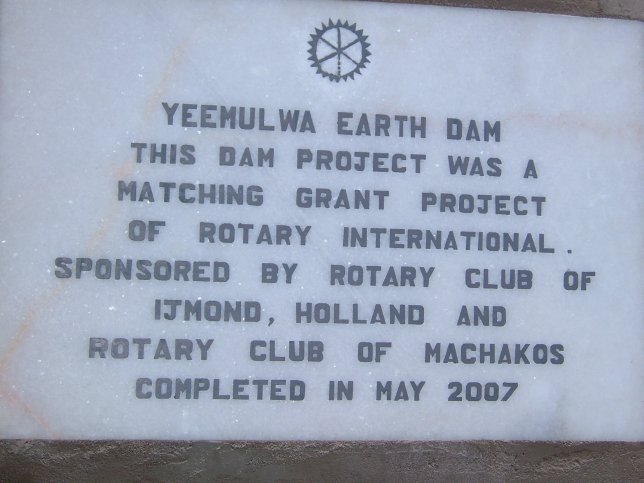 YEEMULWA EARTH DAM
THIS DAM PROJECT WAS A
MATCHING GRANT PROJECT
OF ROTARY INTERNATIONAL.
SPONSORED BY ROTARY CLUB OF
IJMOND, HOLLAND AND
ROTARY CLUB OF MACHAKOS
COMPLETED IN MAY 2007